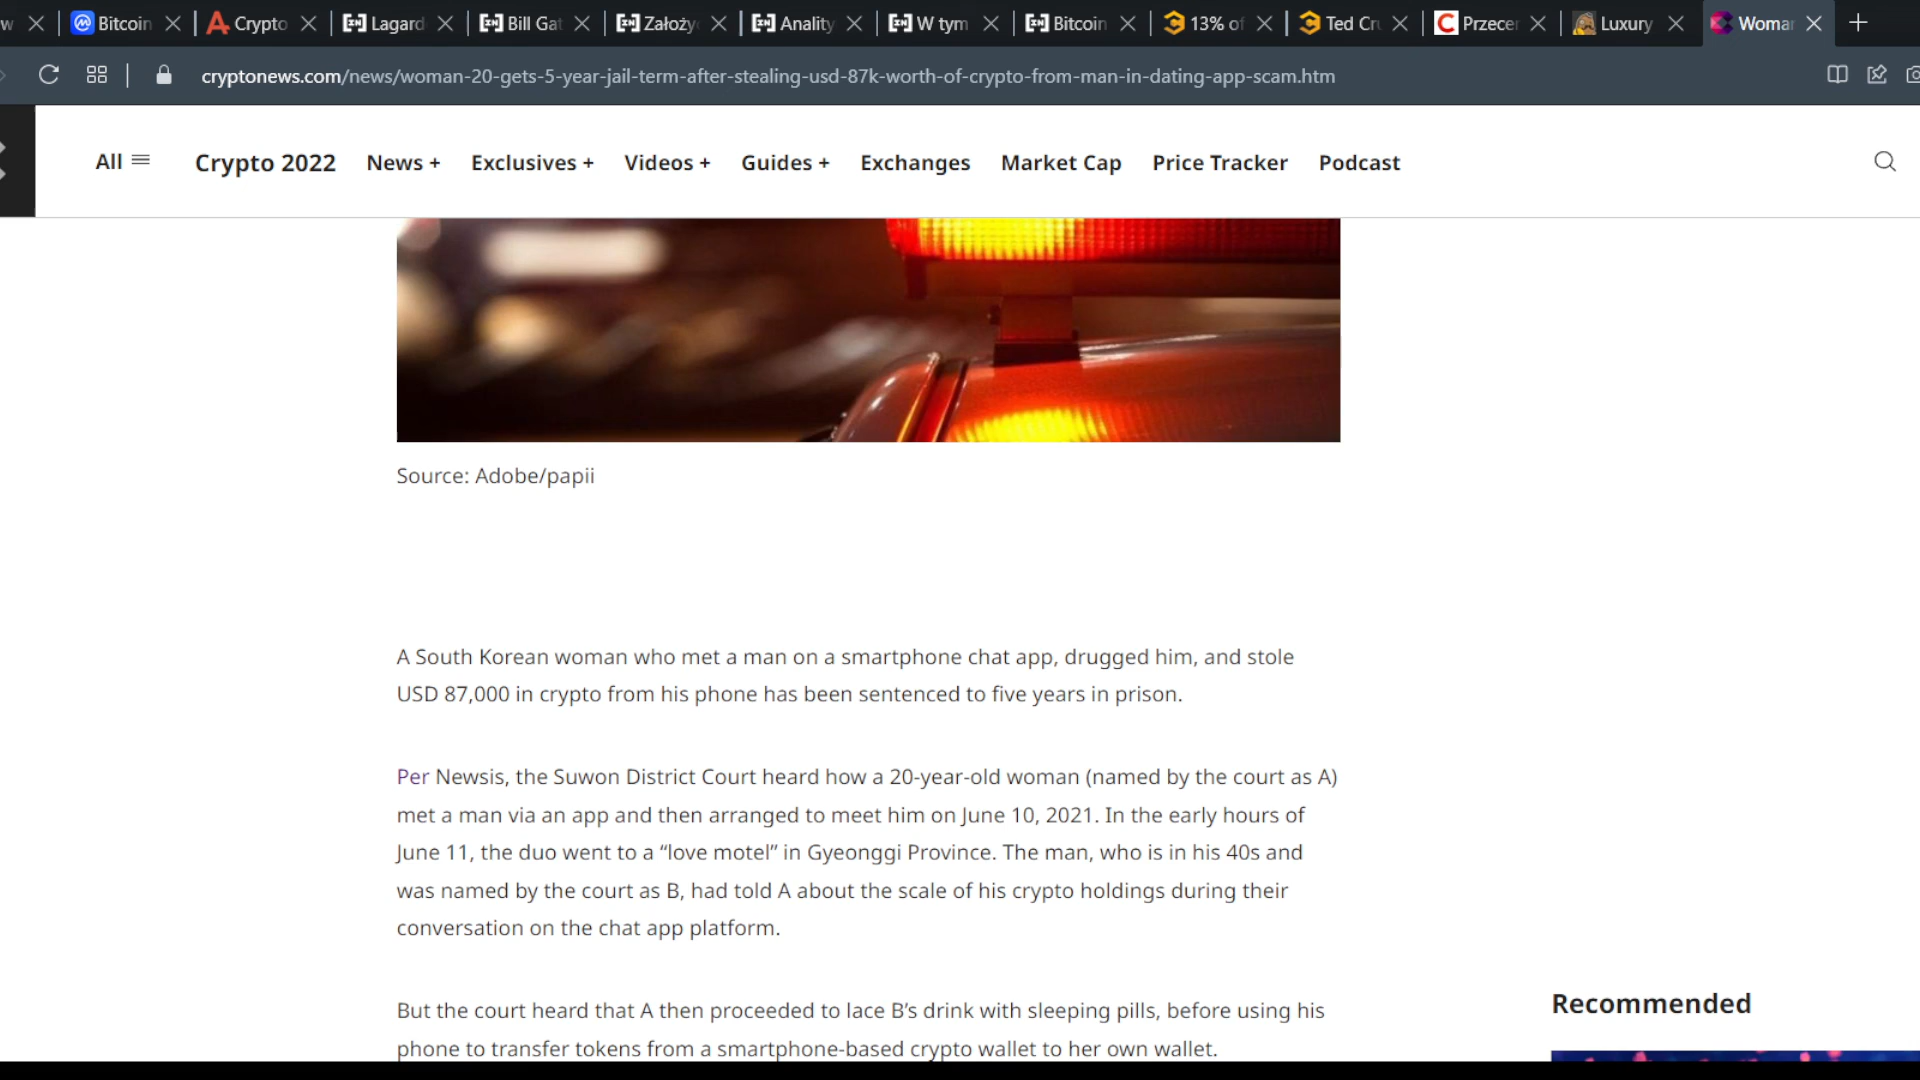 w Bitcoin Crypto Lagard Bill Gat Założy Anality W tym Bitcoin 13% of Ted Cru Przecen Luxury Woman
cryptonews.com/news/woman-20-gets-5-year-jail-term-after-stealing-usd-87k-worth-of-crypto-from-man-in-dating-app-scam.htm
All Crypto 2022 News + Exclusives + Videos + Guides + Exchanges Market Cap Price Tracker Podcast
Source: Adobe/papii
A South Korean woman who met a man on a smartphone chat app, drugged him, and stole
USD 87,000 in crypto from his phone has been sentenced to five years in prison.
Per Newsis, the Suwon District Court heard how a 20-year-old woman (named by the court as A)
met a man via an app and then arranged to meet him on June 10, 2021. In the early hours of
June 11, the duo went to a “love motel” in Gyeonggi Province. The man, who is in his 40s and
was named by the court as B, had told A about the scale of his crypto holdings during their
conversation on the chat app platform.
But the court heard that A then proceeded to lace B’s drink with sleeping pills, before using his
phone to transfer tokens from a smartphone-based crypto wallet to her own wallet.
Recommended